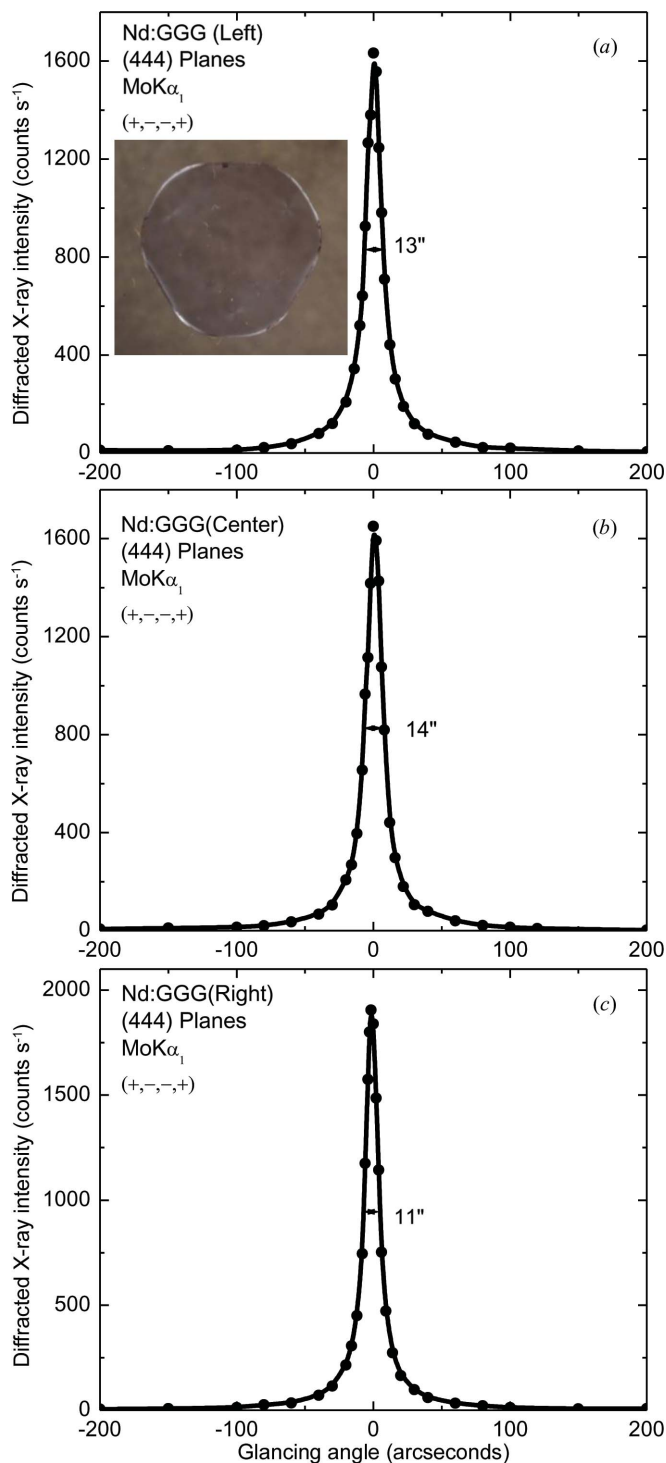 Nd:GGG (Left)
(444) Planes
MoKα₁
(+,−,−,+)
(a)
13"
Diffracted X-ray intensity (counts s⁻¹)
1600
1200
800
400
0
-200 -100 0 100 200
Nd:GGG(Center)
(444) Planes
MoKα₁
(+,−,−,+)
(b)
14"
Diffracted X-ray intensity (counts s⁻¹)
1600
1200
800
400
0
-200 -100 0 100 200
Nd:GGG(Right)
(444) Planes
MoKα₁
(+,−,−,+)
(c)
11"
Diffracted X-ray intensity (counts s⁻¹)
2000
1500
1000
500
0
-200 -100 0 100 200
Glancing angle (arcseconds)